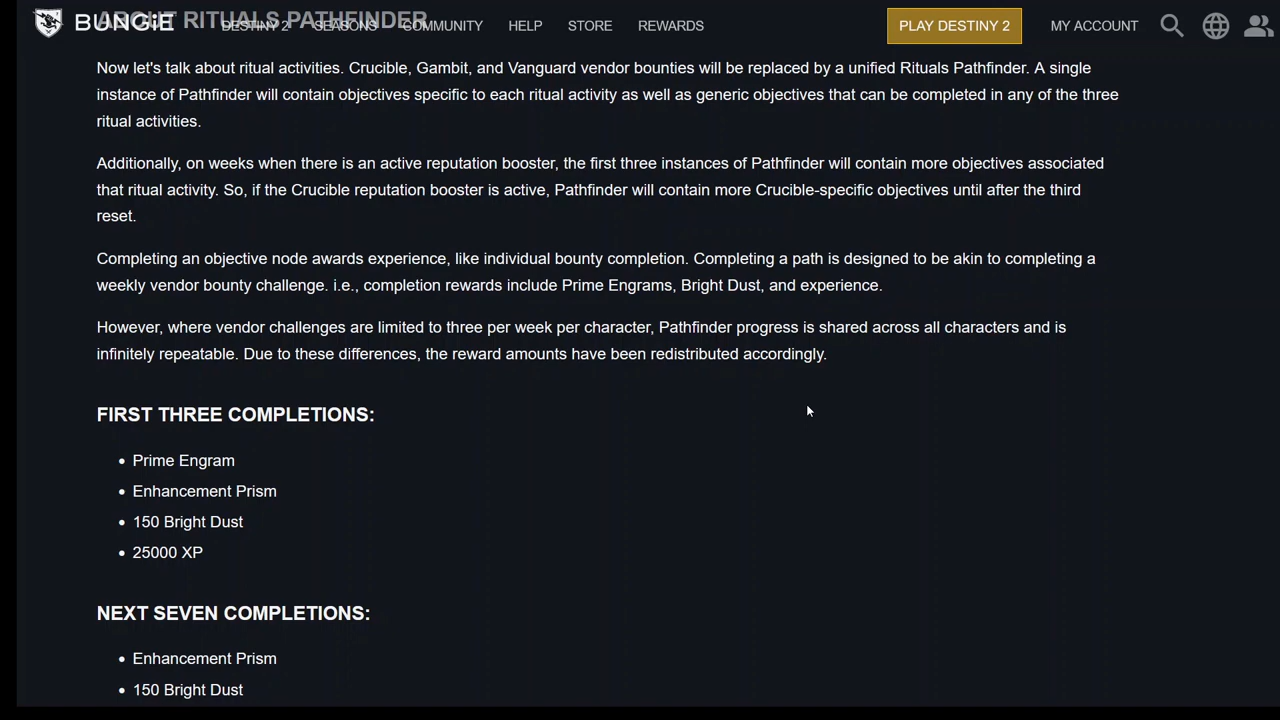 ABOUT RITUALS PATHFINDER
BUNGiE
DESTINY 2
SEASONS
COMMUNITY
HELP
STORE
REWARDS
PLAY DESTINY 2
MY ACCOUNT
Now let's talk about ritual activities. Crucible, Gambit, and Vanguard vendor bounties will be replaced by a unified Rituals Pathfinder. A single
instance of Pathfinder will contain objectives specific to each ritual activity as well as generic objectives that can be completed in any of the three
ritual activities.
Additionally, on weeks when there is an active reputation booster, the first three instances of Pathfinder will contain more objectives associated
that ritual activity. So, if the Crucible reputation booster is active, Pathfinder will contain more Crucible-specific objectives until after the third
reset.
Completing an objective node awards experience, like individual bounty completion. Completing a path is designed to be akin to completing a
weekly vendor bounty challenge. i.e., completion rewards include Prime Engrams, Bright Dust, and experience.
However, where vendor challenges are limited to three per week per character, Pathfinder progress is shared across all characters and is
infinitely repeatable. Due to these differences, the reward amounts have been redistributed accordingly.
FIRST THREE COMPLETIONS:
• Prime Engram
• Enhancement Prism
• 150 Bright Dust
• 25000 XP
NEXT SEVEN COMPLETIONS:
• Enhancement Prism
• 150 Bright Dust